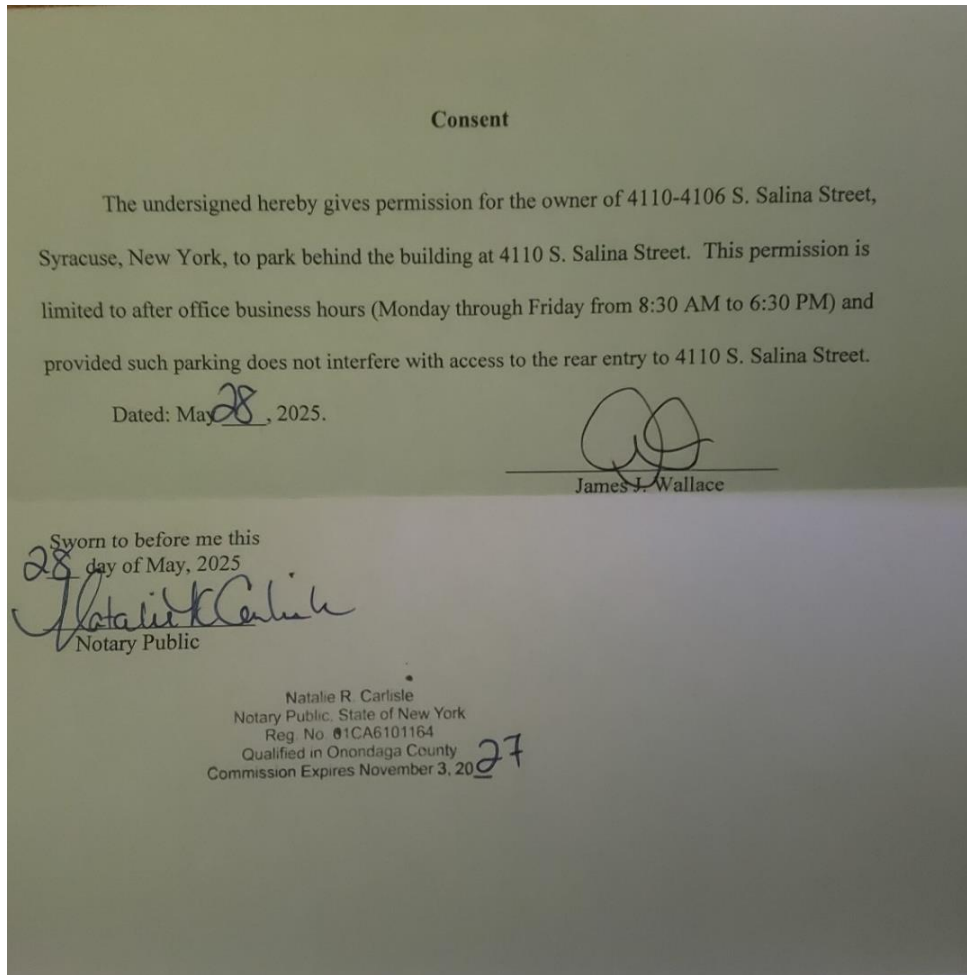 Consent
The undersigned hereby gives permission for the owner of 4110-4106 S. Salina Street,
Syracuse, New York, to park behind the building at 4110 S. Salina Street. This permission is
limited to after office business hours (Monday through Friday from 8:30 AM to 6:30 PM) and
provided such parking does not interfere with access to the rear entry to 4110 S. Salina Street.
Dated: May 28, 2025.
James J. Wallace
Sworn to before me this
28 day of May, 2025
Natalie R Carlisle
Notary Public
Natalie R. Carlisle
Notary Public, State of New York
Reg. No. 01CA6101164
Qualified in Onondaga County
Commission Expires November 3, 2027